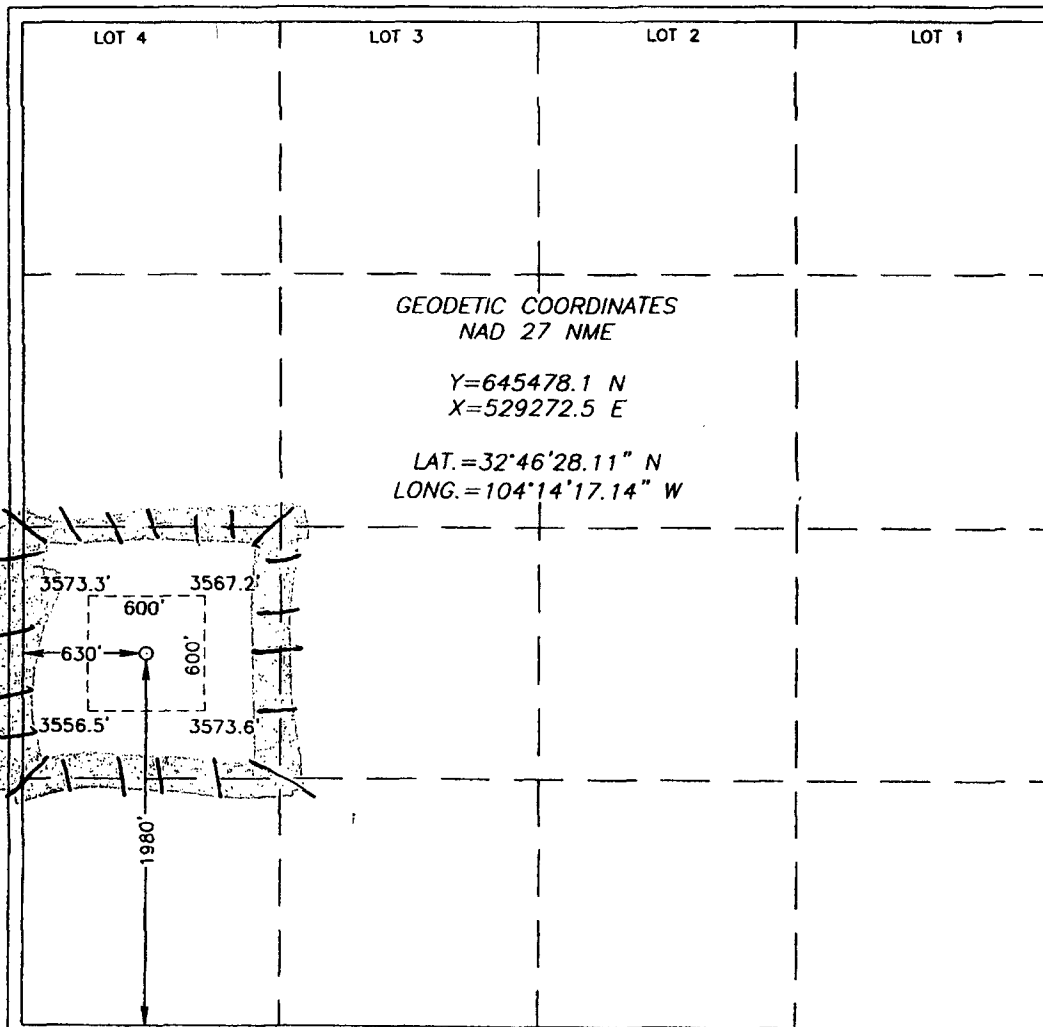 LOT 4
LOT 3
LOT 2
LOT 1
GEODETIC COORDINATES
NAD 27 NME
Y=645478.1 N
X=529272.5 E
LAT.=32°46'28.11" N
LONG.=104°14'17.14" W
3573.3'
3567.2'
600'
630'
600'
3556.5'
3573.6'
1980'